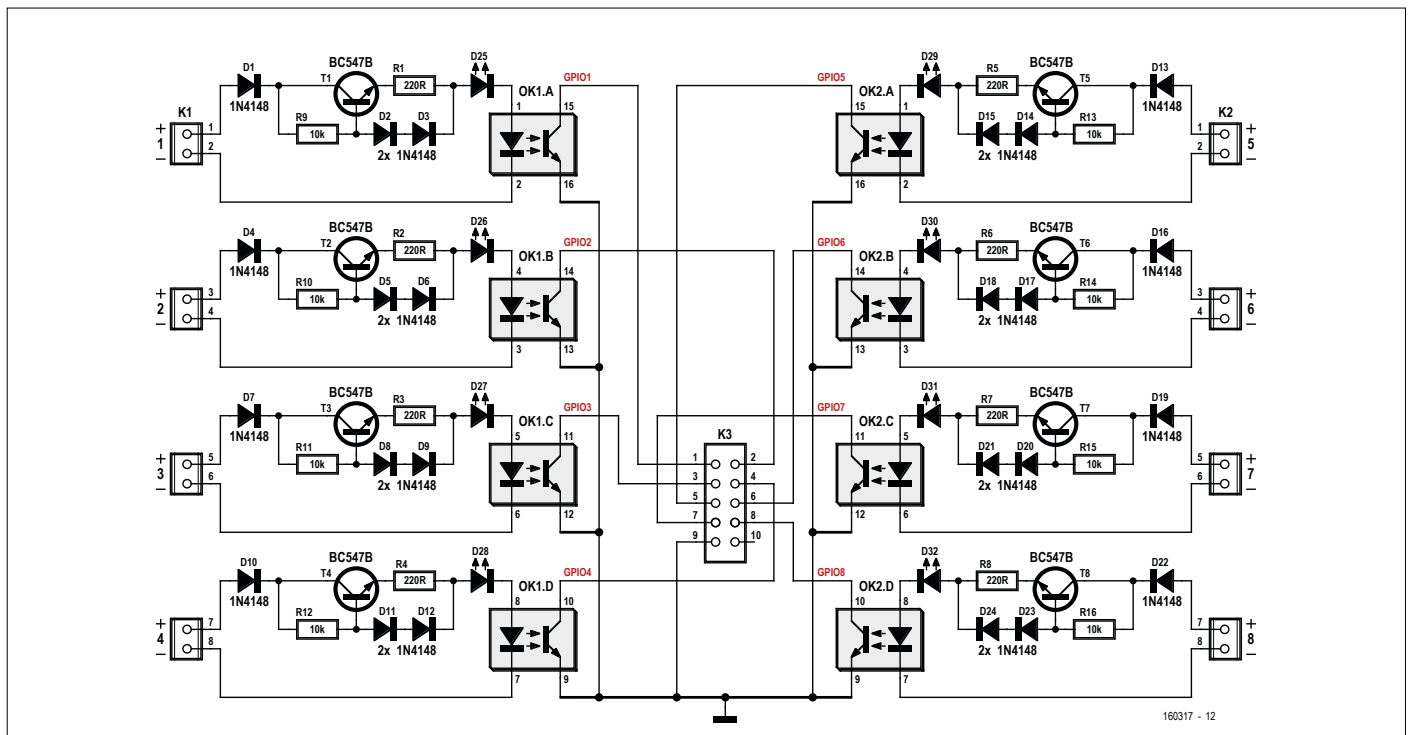 D1
1N4148
BC547B
T1
R1
220R
D25
R9
10k
D2
D3
2x 1N4148
OK1.A
GPIO1
1
15
2
16
K1
+
1
–
1
2
GPIO5
OK2.A
15
1
16
2
D29
R5
220R
BC547B
T5
D13
1N4148
D15
D14
2x 1N4148
R13
10k
K2
1
2
+
5
–
D4
1N4148
BC547B
T2
R2
220R
D26
R10
10k
D5
D6
2x 1N4148
OK1.B
GPIO2
4
14
3
13
+
2
–
3
4
GPIO6
OK2.B
14
4
13
3
D30
R6
220R
BC547B
T6
D16
1N4148
D18
D17
2x 1N4148
R14
10k
3
4
+
6
–
D7
1N4148
BC547B
T3
R3
220R
D27
R11
10k
D8
D9
2x 1N4148
OK1.C
GPIO3
5
11
6
12
+
3
–
5
6
K3
1
2
3
4
5
6
7
8
9
10
GPIO7
OK2.C
11
5
12
6
D31
R7
220R
BC547B
T7
D19
1N4148
D21
D20
2x 1N4148
R15
10k
5
6
+
7
–
D10
1N4148
BC547B
T4
R4
220R
D28
R12
10k
D11
D12
2x 1N4148
OK1.D
GPIO4
8
10
7
9
+
4
–
7
8
GPIO8
OK2.D
10
8
9
7
D32
R8
220R
BC547B
T8
D22
1N4148
D24
D23
2x 1N4148
R16
10k
7
8
+
8
–
160317 - 12